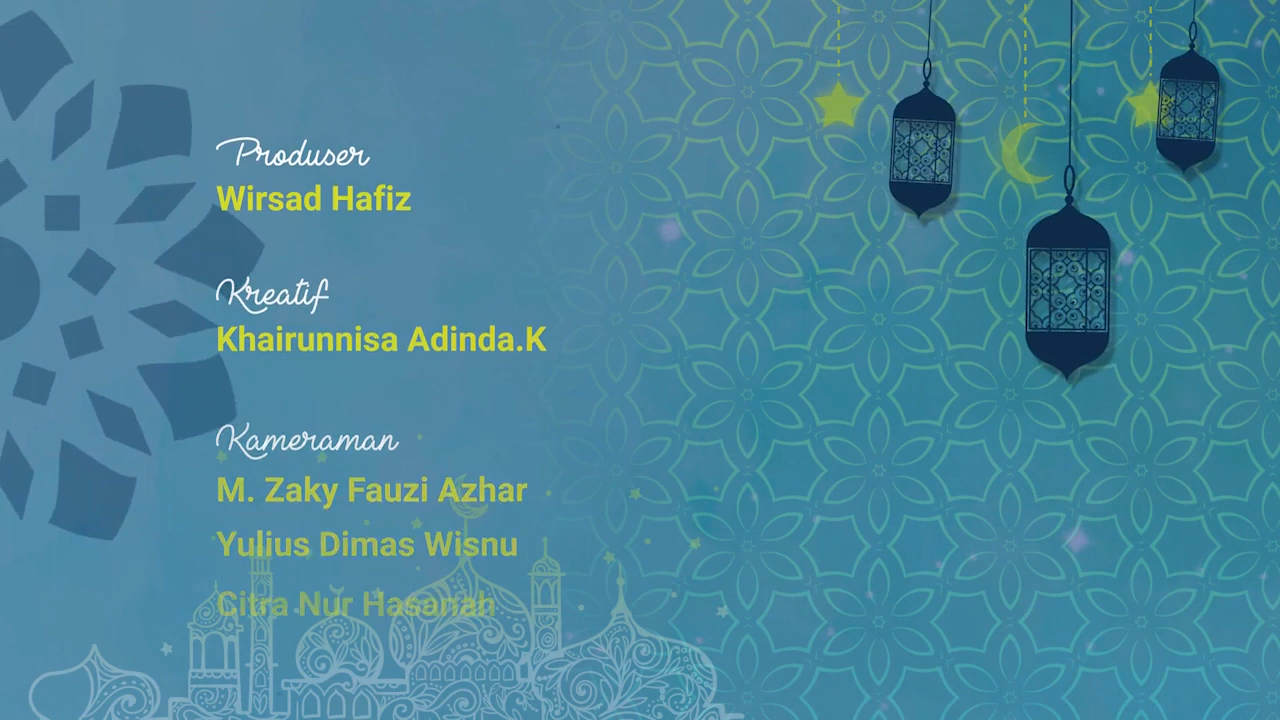 Produser
Wirsad Hafiz
Kreatif
Khairunnisa Adinda.K
Kameraman
M. Zaky Fauzi Azhar
Yulius Dimas Wisnu
Citra Nur Hasanah